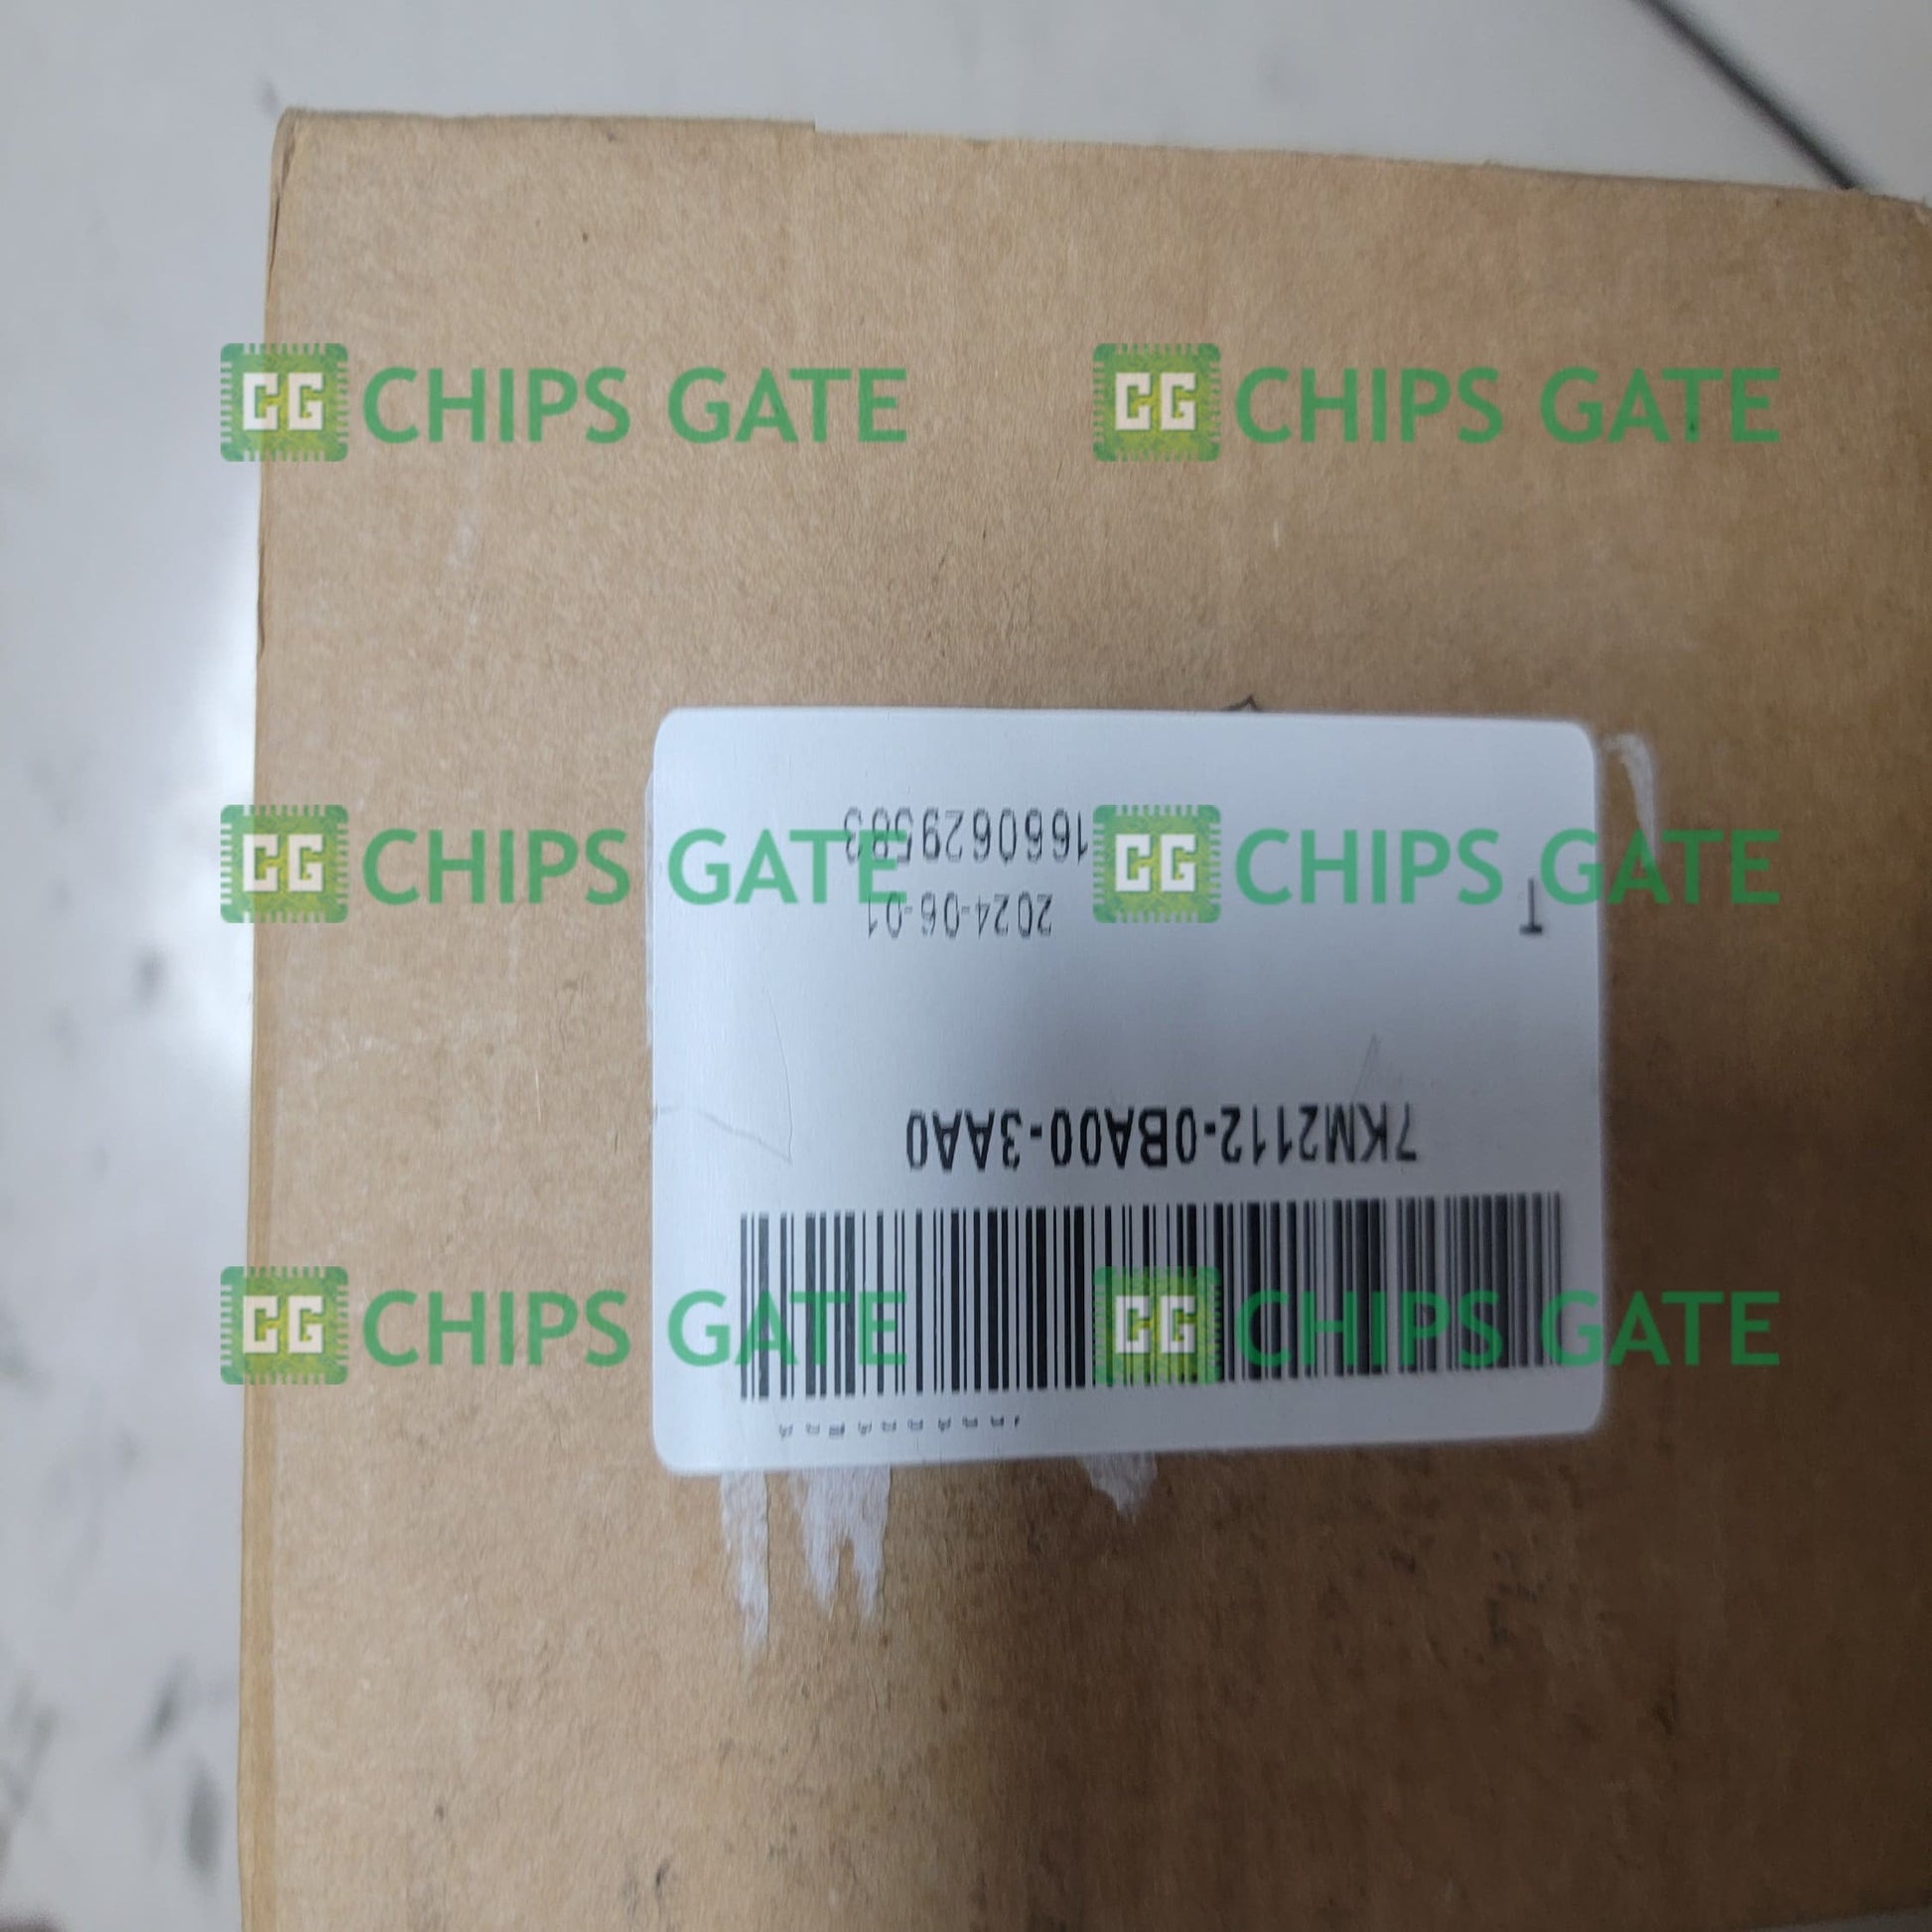 CG CHIPS GATE
CG CHIPS GATE
CG CHIPS GATE
CG CHIPS GATE
CG CHIPS GATE
CG CHIPS GATE
7KM2112-0BA00-3AA0
T
2024-06-01